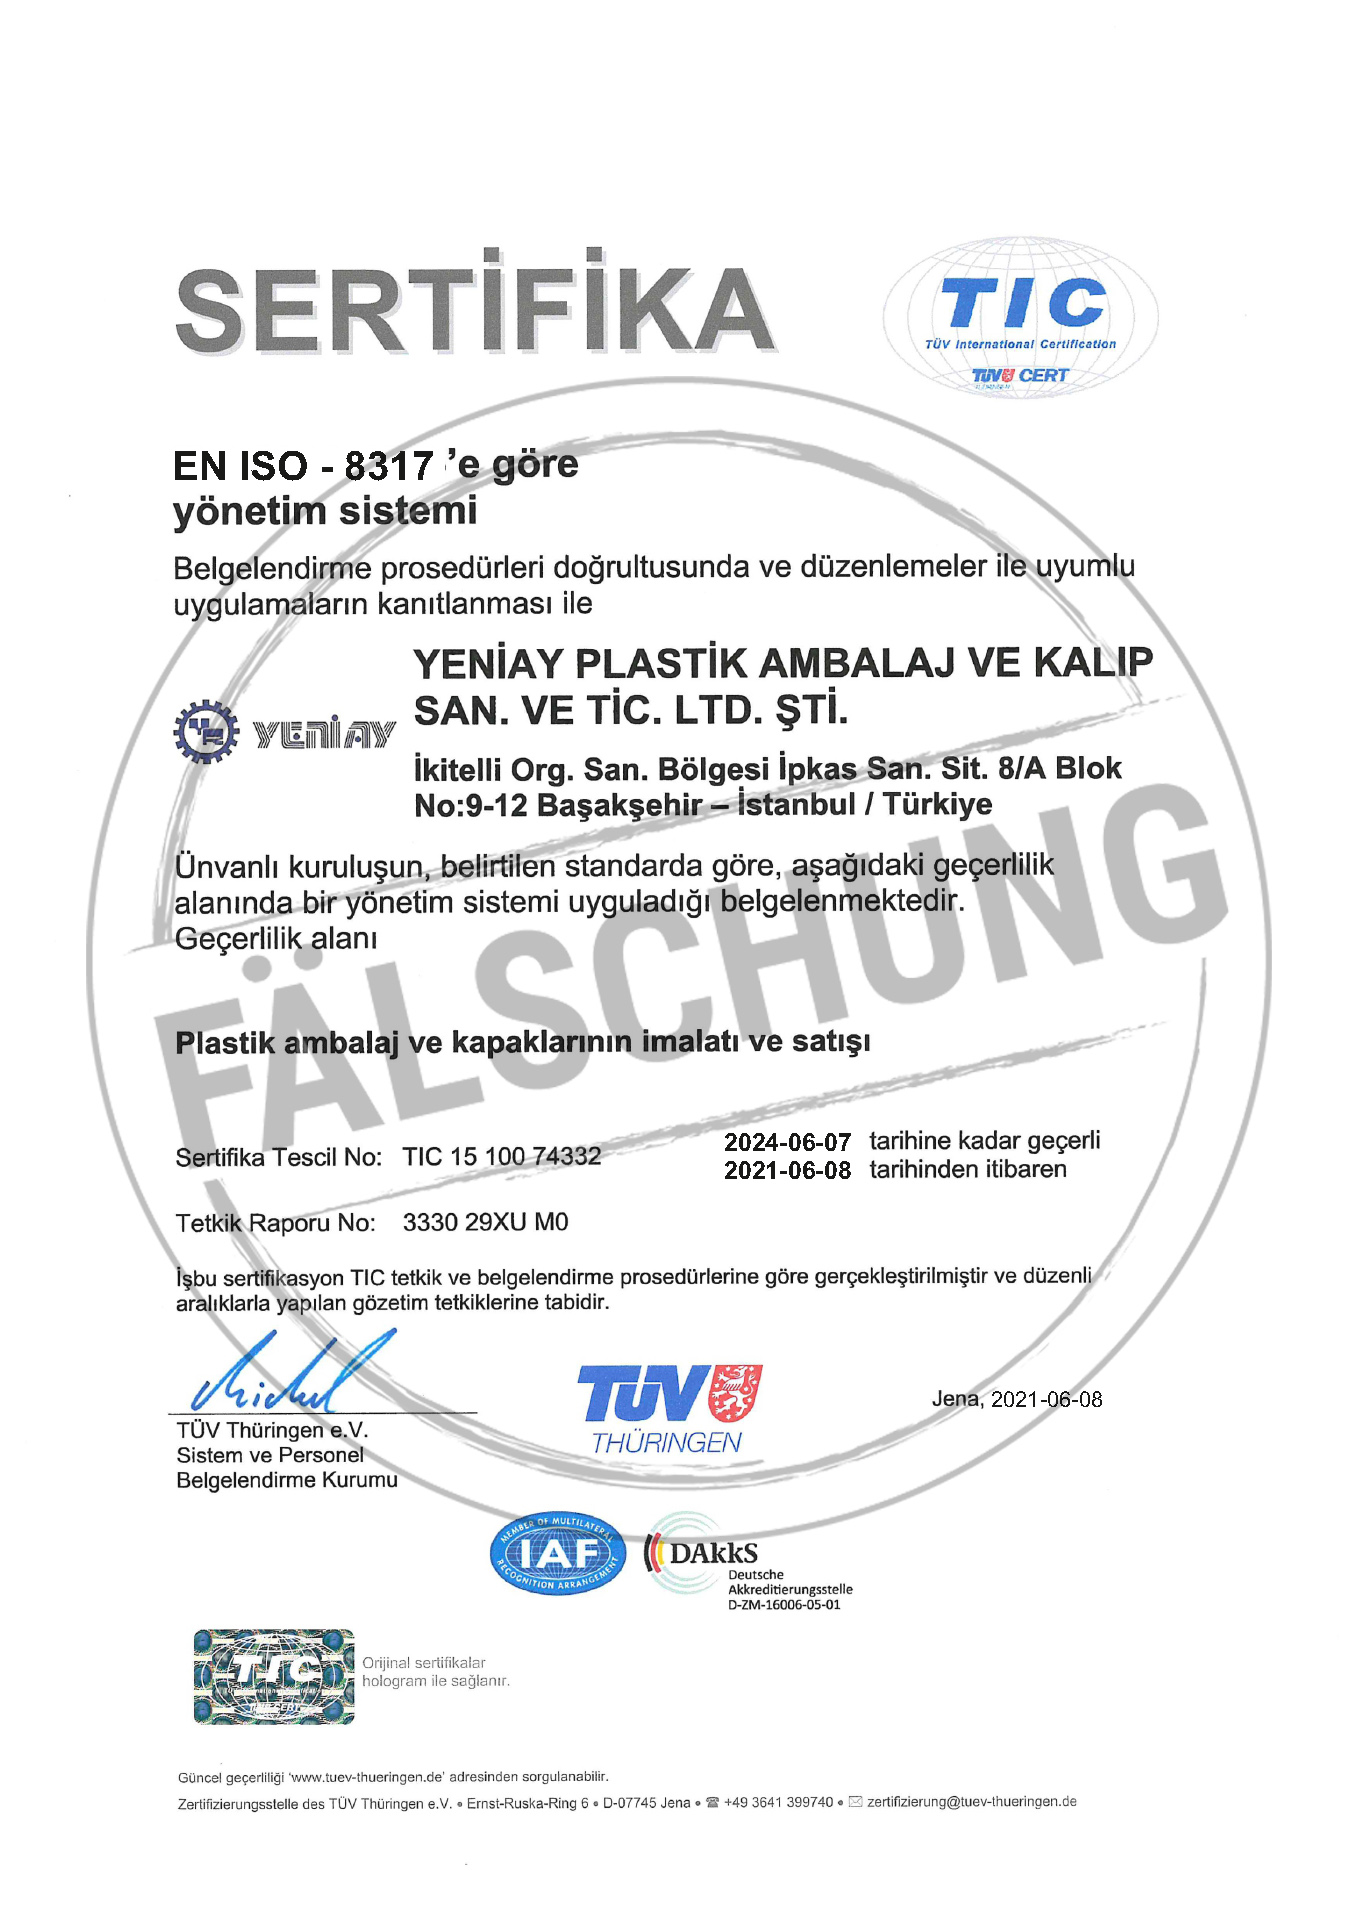 SERTİFİKA
TIC
TÜV International Certification
TÜV CERT
THÜRINGEN
EN ISO - 8317 'e göre
yönetim sistemi
Belgelendirme prosedürleri doğrultusunda ve düzenlemeler ile uyumlu
uygulamaların kanıtlanması ile
YENİAY PLASTİK AMBALAJ VE KALIP
SAN. VE TİC. LTD. ŞTİ.
YENİAY
İkitelli Org. San. Bölgesi İpkas San. Sit. 8/A Blok
No:9-12 Başakşehir – İstanbul / Türkiye
Ünvanlı kuruluşun, belirtilen standarda göre, aşağıdaki geçerlilik
alanında bir yönetim sistemi uyguladığı belgelenmektedir.
Geçerlilik alanı
FÄLSCHUNG
Plastik ambalaj ve kapaklarının imalatı ve satışı
Sertifika Tescil No: TIC 15 100 74332
2024-06-07 tarihine kadar geçerli
2021-06-08 tarihinden itibaren
Tetkik Raporu No: 3330 29XU M0
İşbu sertifikasyon TIC tetkik ve belgelendirme prosedürlerine göre gerçekleştirilmiştir ve düzenli
aralıklarla yapılan gözetim tetkiklerine tabidir.
TÜV Thüringen e.V.
Sistem ve Personel
Belgelendirme Kurumu
TÜV
THÜRINGEN
Jena, 2021-06-08
MEMBER OF MULTILATERAL
IAF
RECOGNITION ARRANGEMENT
DAkkS
Deutsche
Akkreditierungsstelle
D-ZM-16006-05-01
TIC
TÜV CERT
Orijinal sertifikalar
hologram ile sağlanır.
Güncel geçerliliği 'www.tuev-thueringen.de' adresinden sorgulanabilir.
Zertifizierungsstelle des TÜV Thüringen e.V. • Ernst-Ruska-Ring 6 • D-07745 Jena • ☎ +49 3641 399740 • ✉ zertifizierung@tuev-thueringen.de